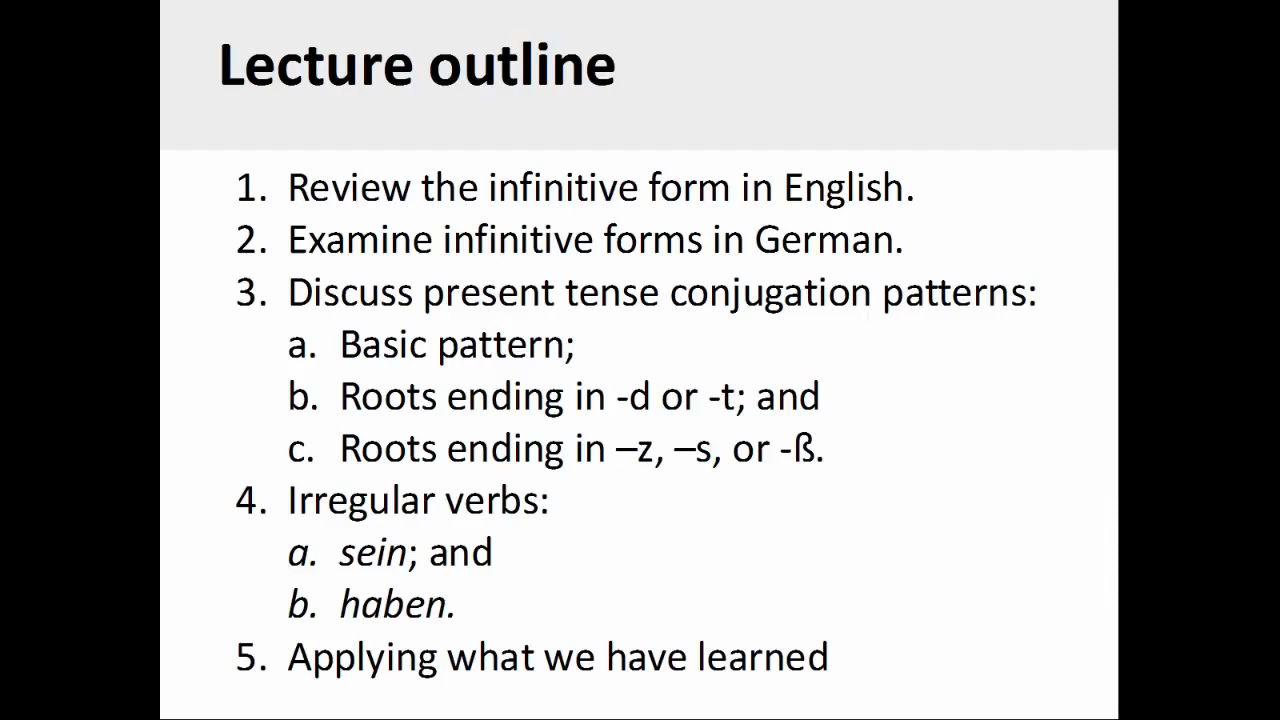 Lecture outline
1. Review the infinitive form in English.
2. Examine infinitive forms in German.
3. Discuss present tense conjugation patterns:
a. Basic pattern;
b. Roots ending in -d or -t; and
c. Roots ending in –z, –s, or -ß.
4. Irregular verbs:
a. sein; and
b. haben.
5. Applying what we have learned